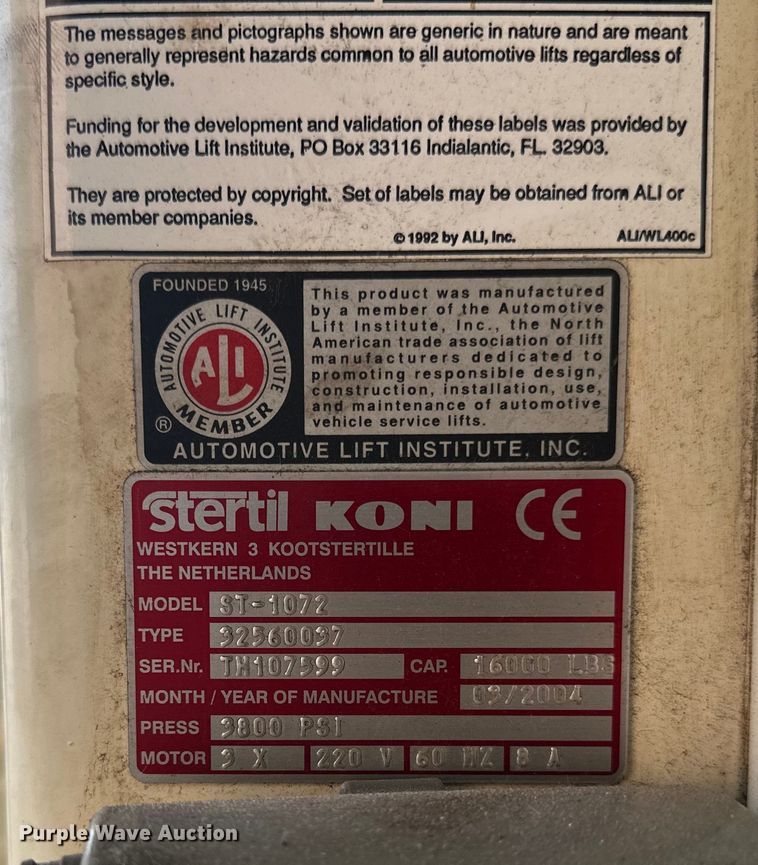 The messages and pictographs shown are generic in nature and are meant
to generally represent hazards common to all automotive lifts regardless of
specific style.
Funding for the development and validation of these labels was provided by
the Automotive Lift Institute, PO Box 33116 Indialantic, FL. 32903.
They are protected by copyright. Set of labels may be obtained from ALI or
its member companies.
© 1992 by ALI, Inc.
ALI/WL400c
FOUNDED 1945
AUTOMOTIVE LIFT INSTITUTE
ALI
MEMBER
®
This product was manufactured
by a member of the Automotive
Lift Institute, Inc., the North
American trade association of lift
manufacturers dedicated to
promoting responsible design,
construction, installation, use,
and maintenance of automotive
vehicle service lifts.
AUTOMOTIVE LIFT INSTITUTE, INC.
stertil KONI CE
WESTKERN 3 KOOTSTERTILLE
THE NETHERLANDS
MODEL ST-1072
TYPE 32560097
SER.Nr. TM107599 CAP. 16000 LBS
MONTH / YEAR OF MANUFACTURE 03/2004
PRESS 3800 PSI
MOTOR 3 X 220 V 60 HZ 8 A
Purple Wave Auction